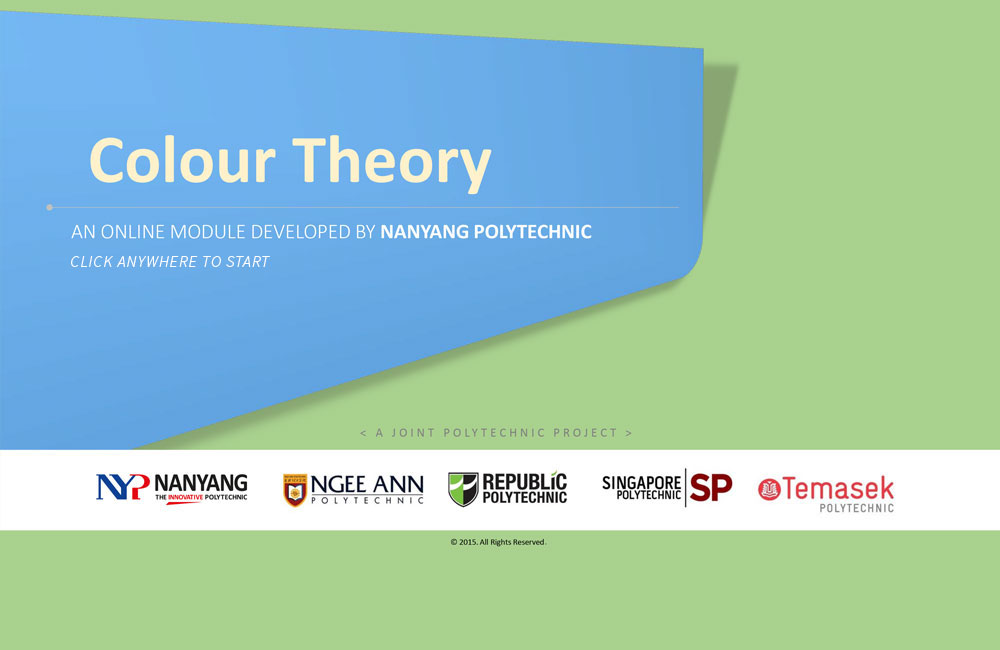 Colour Theory
AN ONLINE MODULE DEVELOPED BY NANYANG POLYTECHNIC
CLICK ANYWHERE TO START
< A JOINT POLYTECHNIC PROJECT >
NYP NANYANG
THE INNOVATIVE POLYTECHNIC
NGEE ANN
POLYTECHNIC
REPUBLIC
POLYTECHNIC
SINGAPORE
POLYTECHNIC
SP
Temasek
POLYTECHNIC
© 2015. All Rights Reserved.